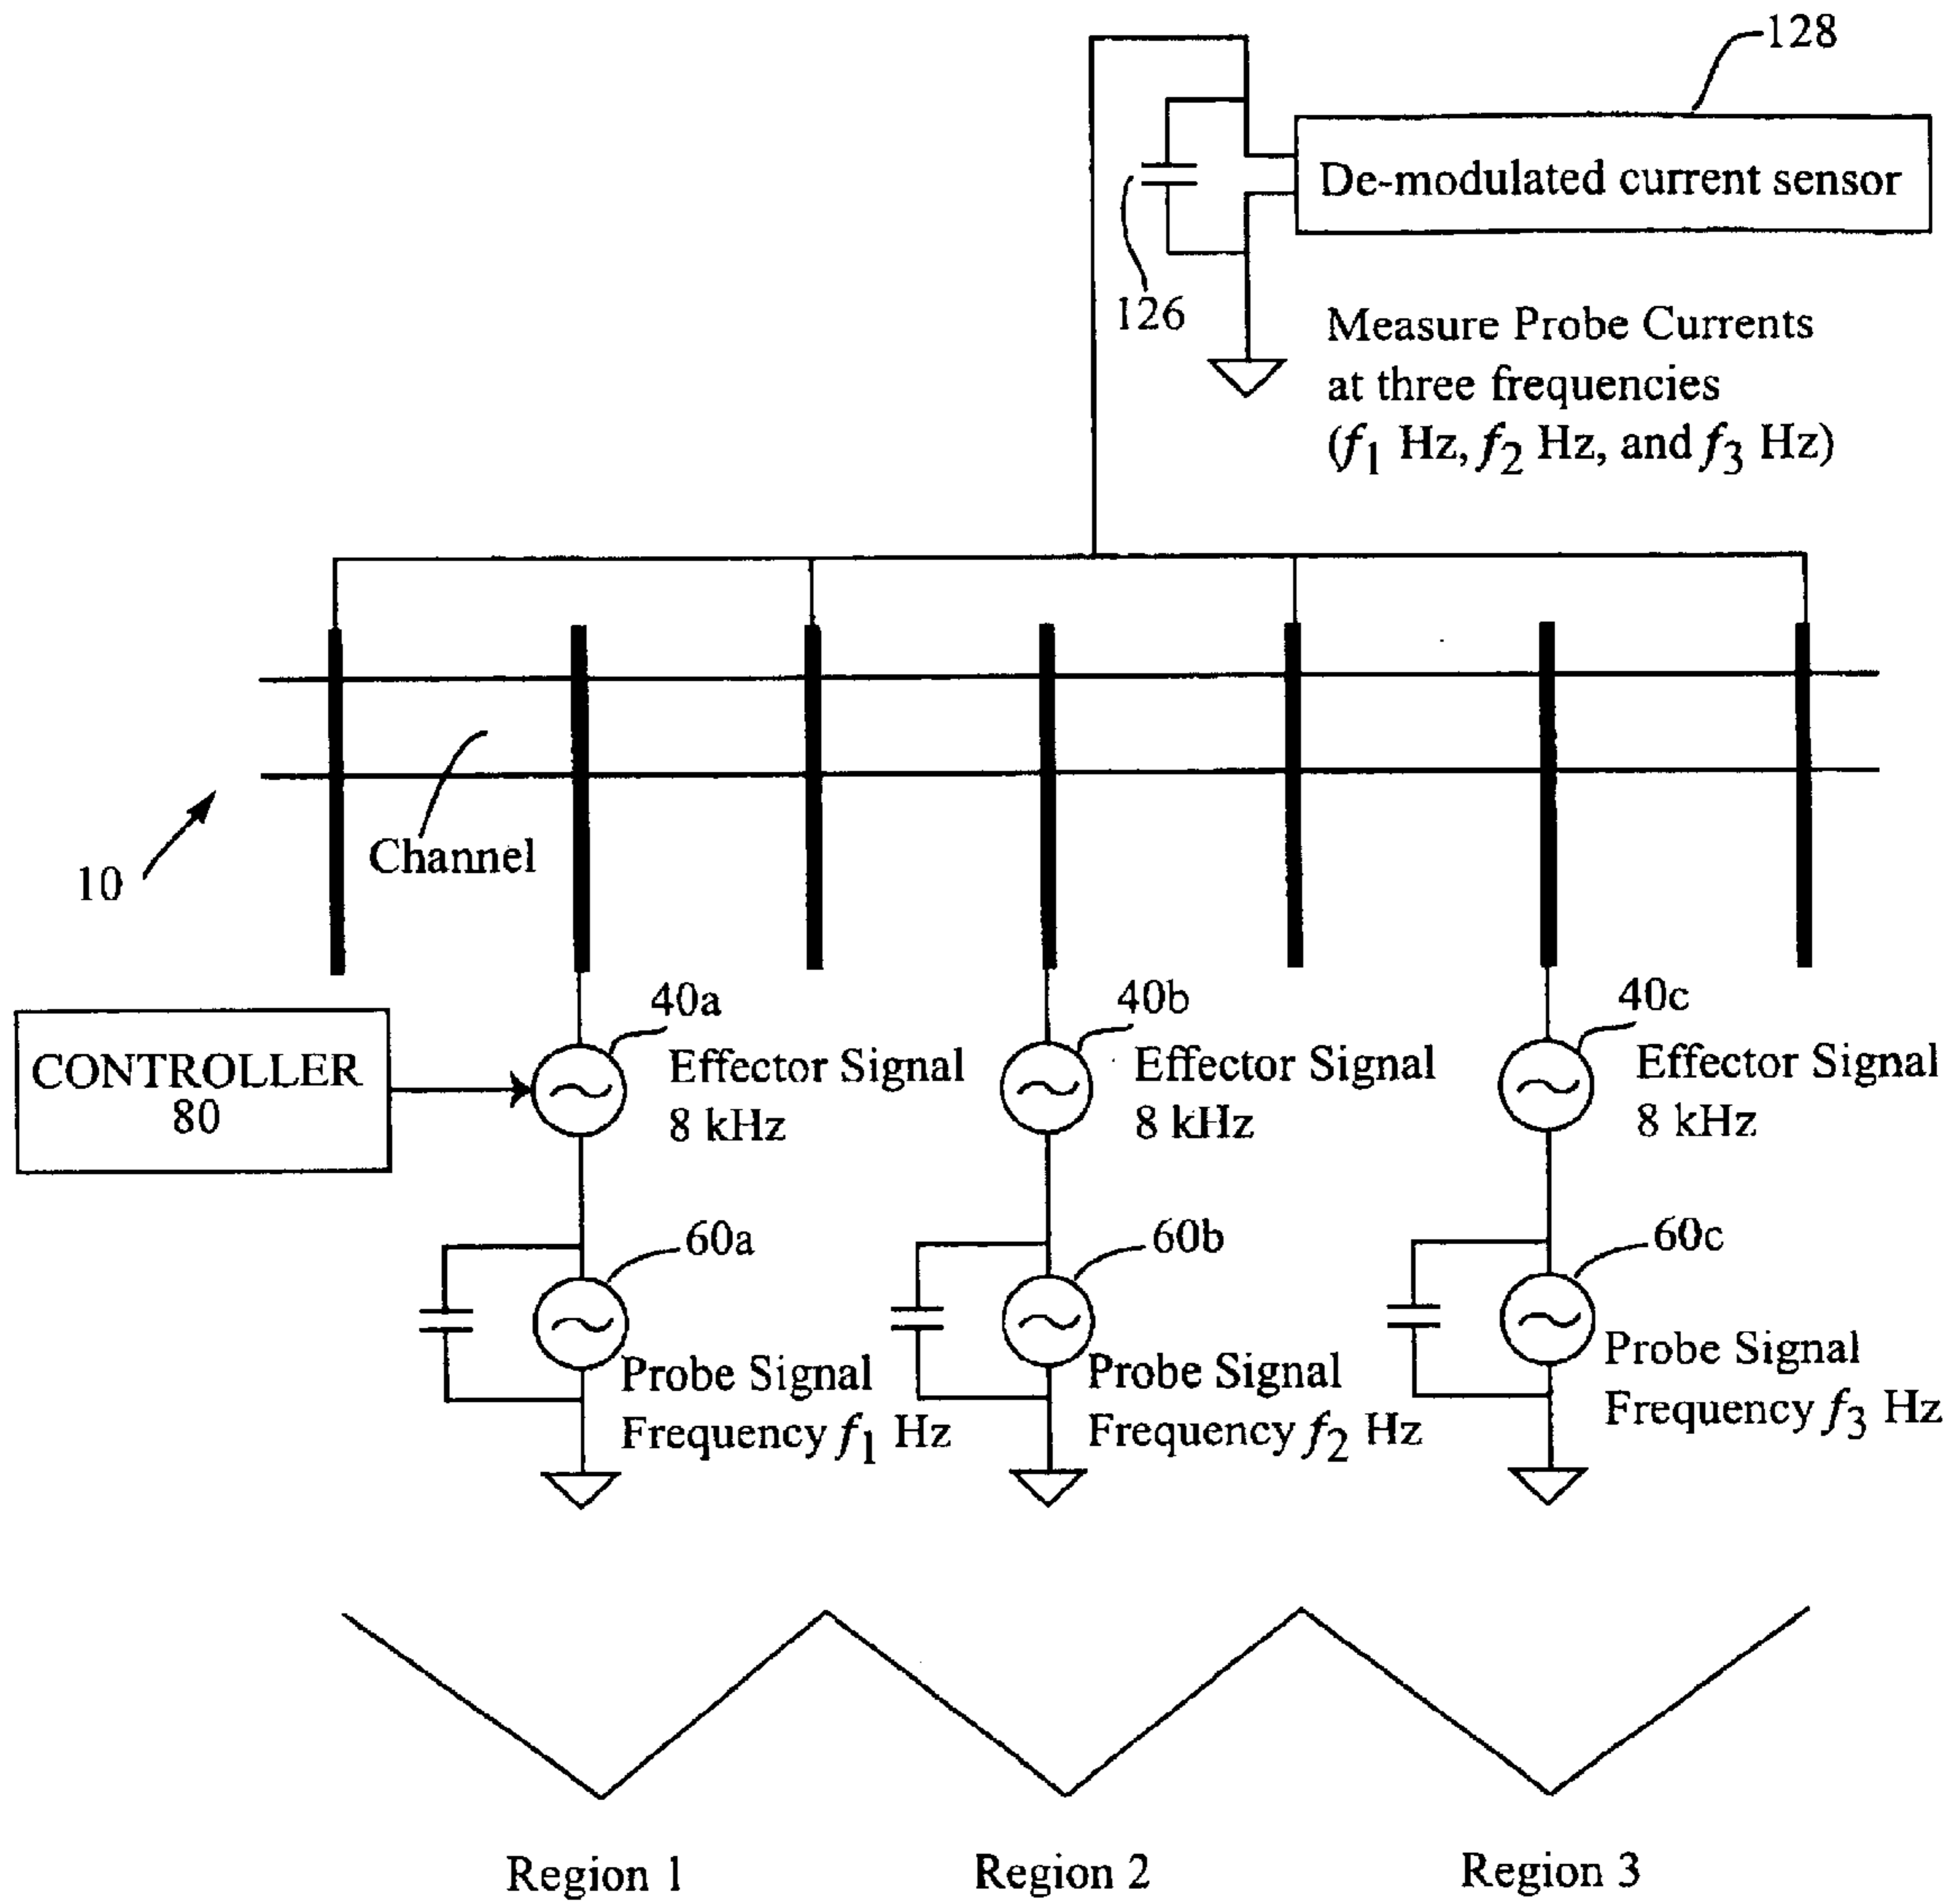 128
De-modulated current sensor
126
Measure Probe Currents
at three frequencies
(f1 Hz, f2 Hz, and f3 Hz)
Channel
10
CONTROLLER
80
40a
Effector Signal
8 kHz
40b
Effector Signal
8 kHz
40c
Effector Signal
8 kHz
60a
Probe Signal
Frequency f1 Hz
60b
Probe Signal
Frequency f2 Hz
60c
Probe Signal
Frequency f3 Hz
Region 1
Region 2
Region 3